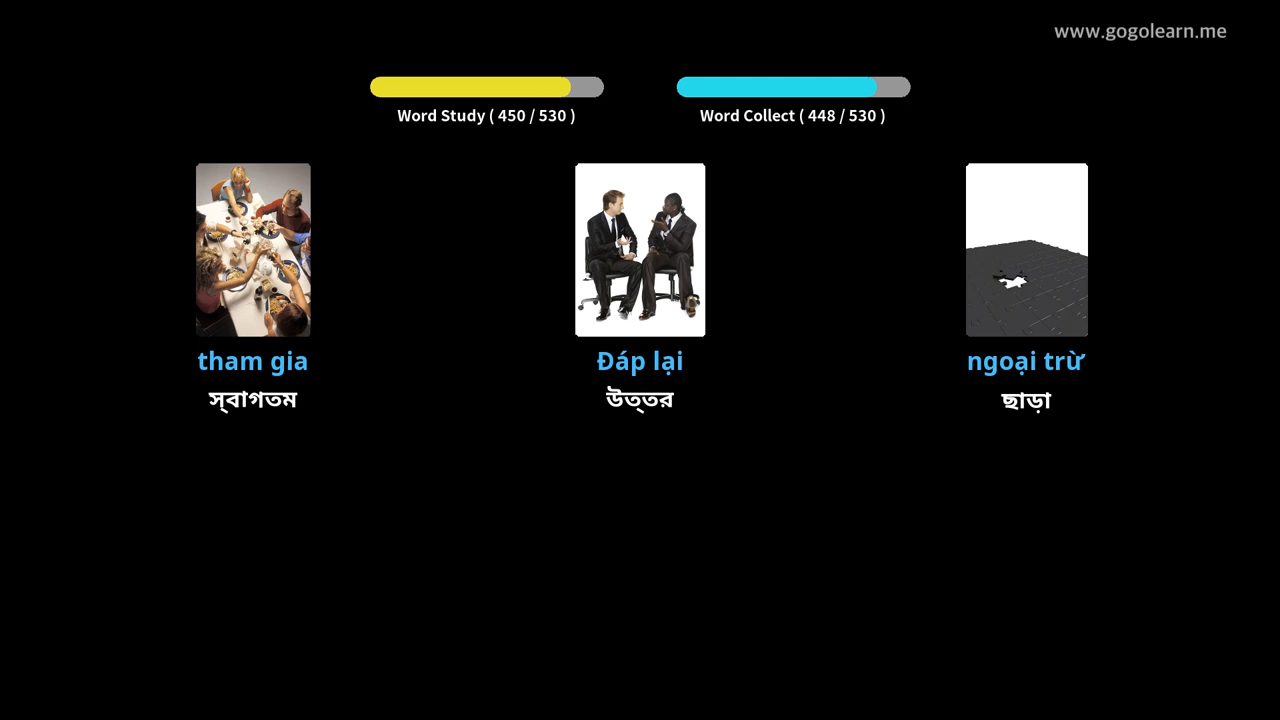 www.gogolearn.me
Word Study ( 450 / 530 )
Word Collect ( 448 / 530 )
tham gia
Đáp lại
ngoại trừ
স্বাগতম
উত্তর
ছাড়া